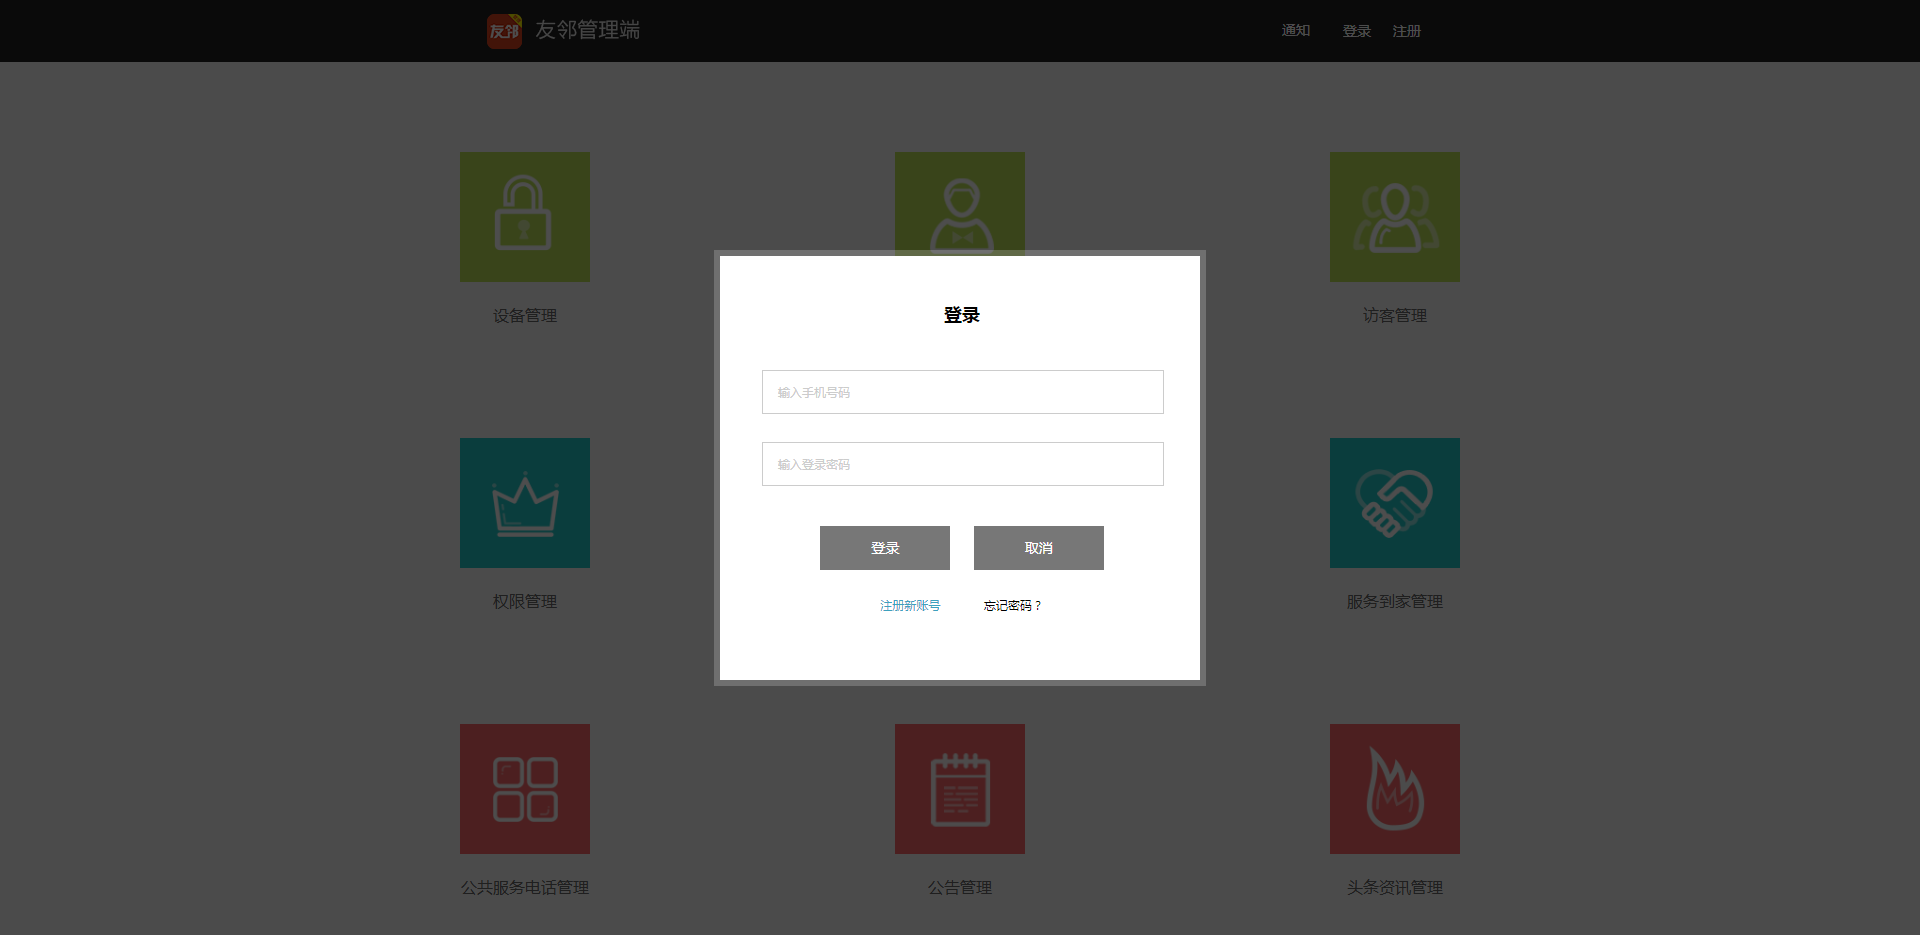 友邻 友邻管理端 通知 登录 注册
设备管理 访客管理
登录
输入手机号码
输入登录密码
登录 取消
注册新账号 忘记密码？
权限管理 服务到家管理
公共服务电话管理 公告管理 头条资讯管理